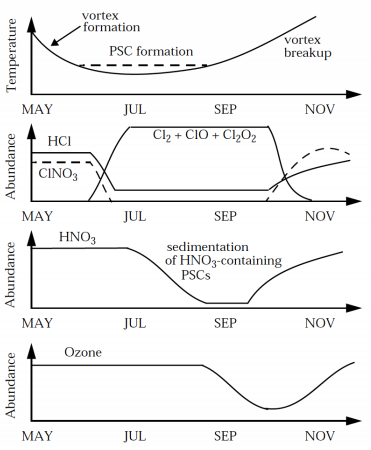 vortex
formation
PSC formation
vortex
breakup
Temperature
MAY JUL SEP NOV
HCl
ClNO₃
Cl₂ + ClO + Cl₂O₂
Abundance
MAY JUL SEP NOV
HNO₃
sedimentation
of HNO₃-containing
PSCs
Abundance
MAY JUL SEP NOV
Ozone
Abundance
MAY JUL SEP NOV